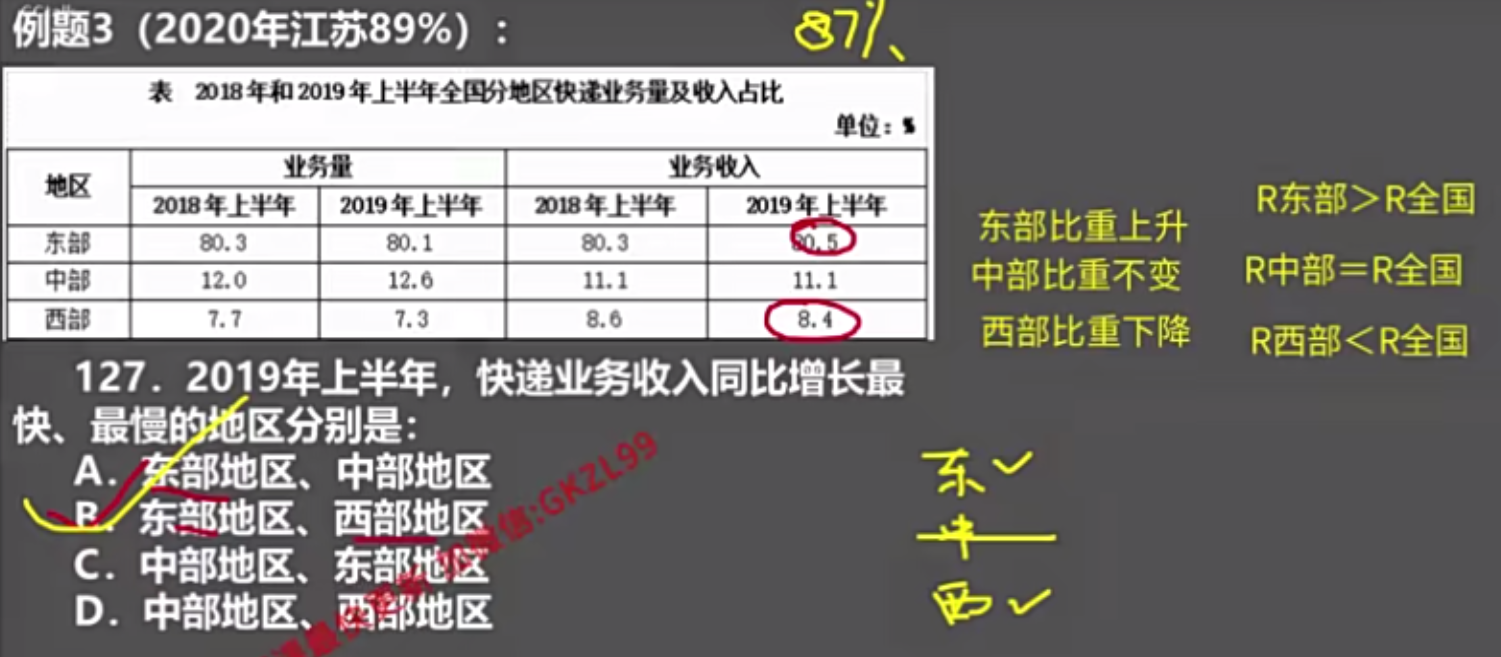 例题3（2020年江苏89%）：
87%
表 2018年和2019年上半年全国分地区快递业务量及收入占比
单位：%
地区 业务量 业务收入
2018年上半年 2019年上半年 2018年上半年 2019年上半年
东部 80.3 80.1 80.3 80.5
中部 12.0 12.6 11.1 11.1
西部 7.7 7.3 8.6 8.4
东部比重上升 R东部＞R全国
中部比重不变 R中部＝R全国
西部比重下降 R西部＜R全国
127．2019年上半年，快递业务收入同比增长最
快、最慢的地区分别是：
A．东部地区、中部地区
B．东部地区、西部地区
C．中部地区、东部地区
D．中部地区、西部地区
东
中
西
微信:GKZL99